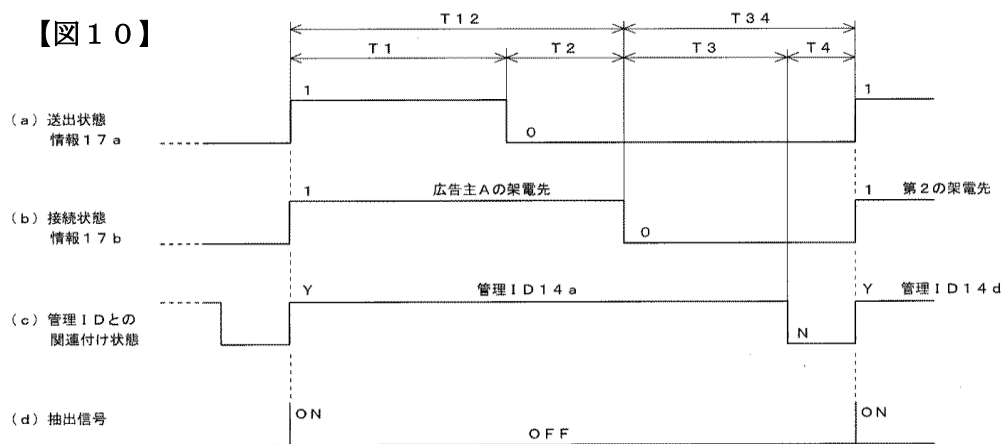 【図１０】
Ｔ１２ Ｔ３４
Ｔ１ Ｔ２ Ｔ３ Ｔ４
（ａ）送出状態
情報１７ａ
１ ０ １
（ｂ）接続状態
情報１７ｂ
１ 広告主Ａの架電先 ０ １ 第２の架電先
（ｃ）管理ＩＤとの
関連付け状態
Ｙ 管理ＩＤ１４ａ Ｎ Ｙ 管理ＩＤ１４ｄ
（ｄ）抽出信号
ＯＮ ＯＦＦ ＯＮ